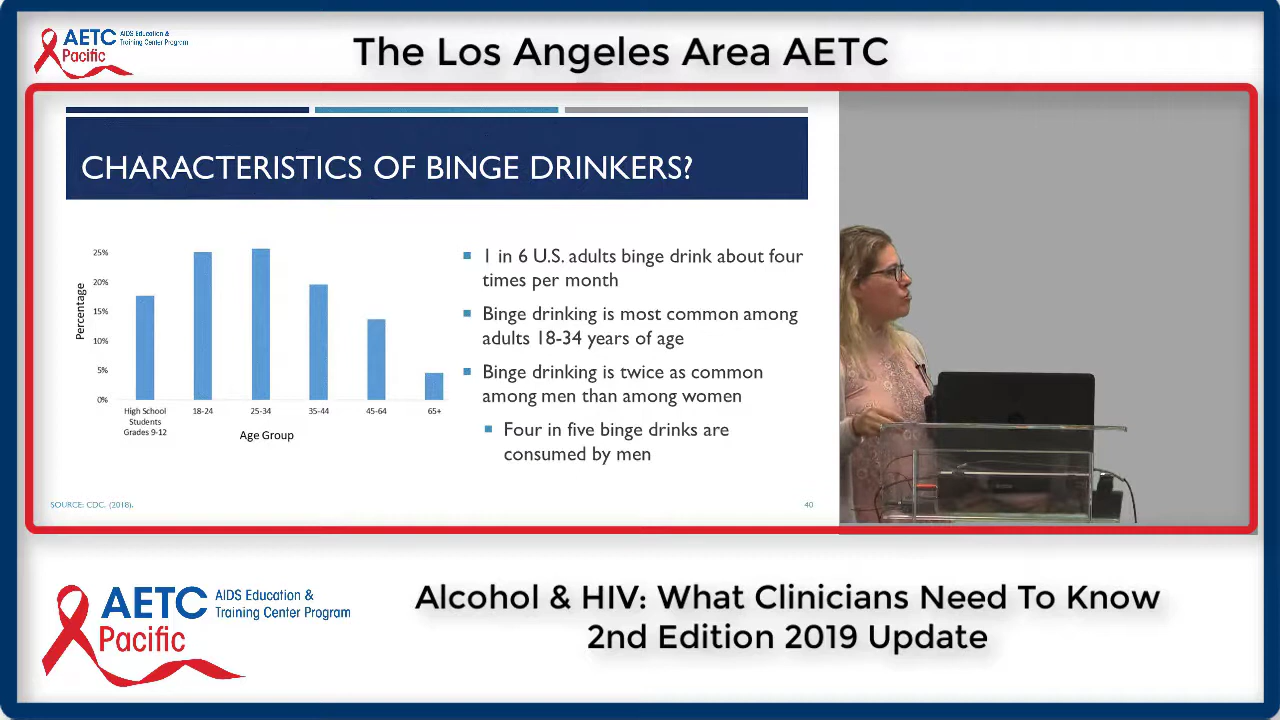 AETC
AIDS Education &
Training Center Program
Pacific
The Los Angeles Area AETC
CHARACTERISTICS OF BINGE DRINKERS?
25%
20%
15%
10%
5%
0%
Percentage
High School
Students
Grades 9-12
18-24
25-34
35-44
45-64
65+
Age Group
1 in 6 U.S. adults binge drink about four
times per month
Binge drinking is most common among
adults 18-34 years of age
Binge drinking is twice as common
among men than among women
Four in five binge drinks are
consumed by men
SOURCE: CDC. (2018).
40
AETC
AIDS Education &
Training Center Program
Pacific
Alcohol & HIV: What Clinicians Need To Know
2nd Edition 2019 Update